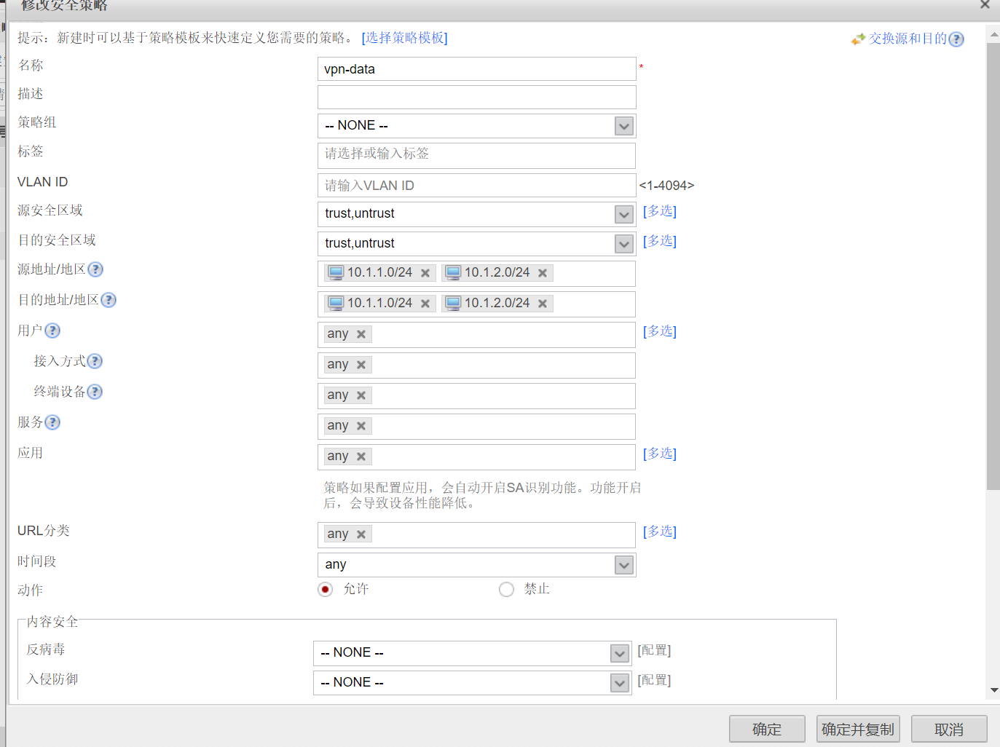 修改安全策略
提示：新建时可以基于策略模板来快速定义您需要的策略。 [选择策略模板]
交换源和目的
名称
vpn-data
*
描述
策略组
-- NONE --
标签
请选择或输入标签
VLAN ID
请输入VLAN ID
<1-4094>
源安全区域
trust,untrust
[多选]
目的安全区域
trust,untrust
[多选]
源地址/地区
10.1.1.0/24
10.1.2.0/24
目的地址/地区
10.1.1.0/24
10.1.2.0/24
用户
any
[多选]
接入方式
any
终端设备
any
服务
any
应用
any
[多选]
策略如果配置应用，会自动开启SA识别功能。功能开启
后，会导致设备性能降低。
URL分类
any
[多选]
时间段
any
动作
允许
禁止
内容安全
反病毒
-- NONE --
[配置]
入侵防御
-- NONE --
[配置]
确定
确定并复制
取消